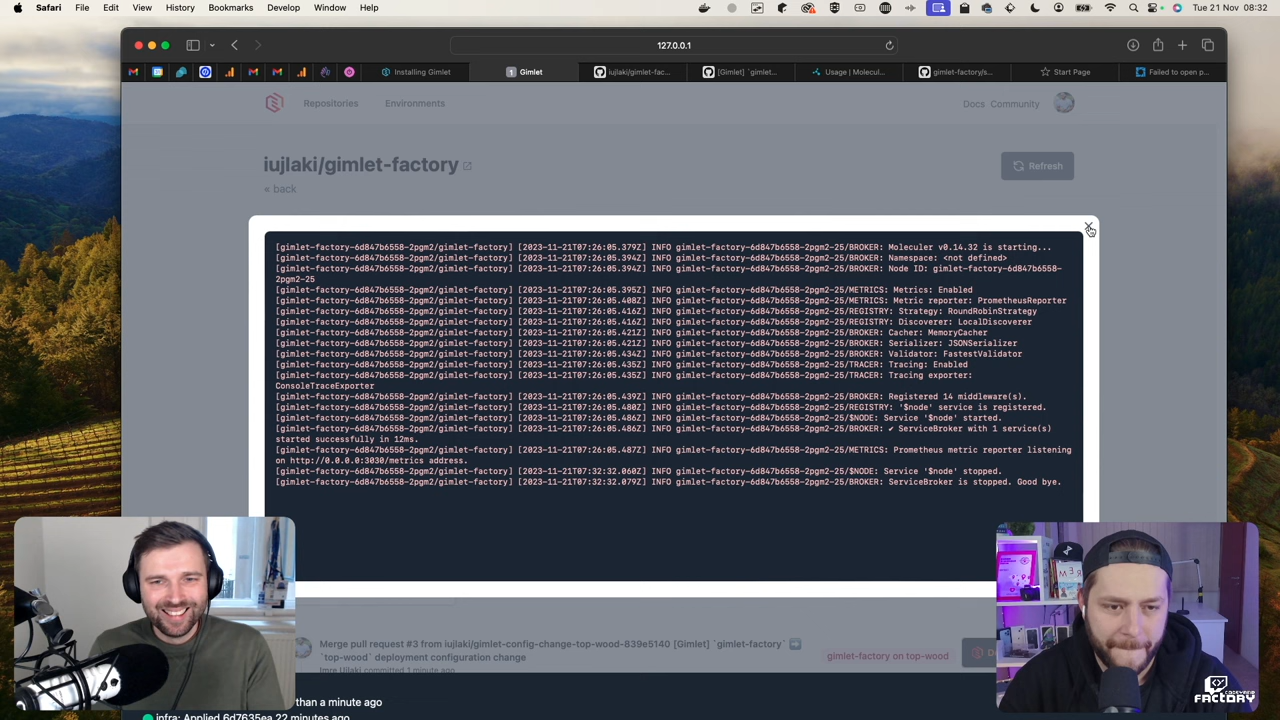 Safari File Edit View History Bookmarks Develop Window Help Tue 21 Nov 08:32
127.0.0.1
Installing Gimlet 1 Gimlet iujlaki/gimlet-fac... [Gimlet] `gimlet... Usage | Molecul... gimlet-factory/s... Start Page Failed to open p...
Repositories Environments Docs Community
iujlaki/gimlet-factory
Refresh
« back
[gimlet-factory-6d847b6558-2pgm2/gimlet-factory] [2023-11-21T07:26:05.379Z] INFO gimlet-factory-6d847b6558-2pgm2-25/BROKER: Moleculer v0.14.32 is starting...
[gimlet-factory-6d847b6558-2pgm2/gimlet-factory] [2023-11-21T07:26:05.394Z] INFO gimlet-factory-6d847b6558-2pgm2-25/BROKER: Namespace: <not defined>
[gimlet-factory-6d847b6558-2pgm2/gimlet-factory] [2023-11-21T07:26:05.394Z] INFO gimlet-factory-6d847b6558-2pgm2-25/BROKER: Node ID: gimlet-factory-6d847b6558-
2pgm2-25
[gimlet-factory-6d847b6558-2pgm2/gimlet-factory] [2023-11-21T07:26:05.395Z] INFO gimlet-factory-6d847b6558-2pgm2-25/METRICS: Metrics: Enabled
[gimlet-factory-6d847b6558-2pgm2/gimlet-factory] [2023-11-21T07:26:05.408Z] INFO gimlet-factory-6d847b6558-2pgm2-25/METRICS: Metric reporter: PrometheusReporter
[gimlet-factory-6d847b6558-2pgm2/gimlet-factory] [2023-11-21T07:26:05.416Z] INFO gimlet-factory-6d847b6558-2pgm2-25/REGISTRY: Strategy: RoundRobinStrategy
[gimlet-factory-6d847b6558-2pgm2/gimlet-factory] [2023-11-21T07:26:05.416Z] INFO gimlet-factory-6d847b6558-2pgm2-25/REGISTRY: Discoverer: LocalDiscoverer
[gimlet-factory-6d847b6558-2pgm2/gimlet-factory] [2023-11-21T07:26:05.421Z] INFO gimlet-factory-6d847b6558-2pgm2-25/BROKER: Cacher: MemoryCacher
[gimlet-factory-6d847b6558-2pgm2/gimlet-factory] [2023-11-21T07:26:05.421Z] INFO gimlet-factory-6d847b6558-2pgm2-25/BROKER: Serializer: JSONSerializer
[gimlet-factory-6d847b6558-2pgm2/gimlet-factory] [2023-11-21T07:26:05.434Z] INFO gimlet-factory-6d847b6558-2pgm2-25/BROKER: Validator: FastestValidator
[gimlet-factory-6d847b6558-2pgm2/gimlet-factory] [2023-11-21T07:26:05.435Z] INFO gimlet-factory-6d847b6558-2pgm2-25/TRACER: Tracing: Enabled
[gimlet-factory-6d847b6558-2pgm2/gimlet-factory] [2023-11-21T07:26:05.435Z] INFO gimlet-factory-6d847b6558-2pgm2-25/TRACER: Tracing exporter:
ConsoleTraceExporter
[gimlet-factory-6d847b6558-2pgm2/gimlet-factory] [2023-11-21T07:26:05.439Z] INFO gimlet-factory-6d847b6558-2pgm2-25/BROKER: Registered 14 middleware(s).
[gimlet-factory-6d847b6558-2pgm2/gimlet-factory] [2023-11-21T07:26:05.480Z] INFO gimlet-factory-6d847b6558-2pgm2-25/REGISTRY: '$node' service is registered.
[gimlet-factory-6d847b6558-2pgm2/gimlet-factory] [2023-11-21T07:26:05.486Z] INFO gimlet-factory-6d847b6558-2pgm2-25/$NODE: Service '$node' started.
[gimlet-factory-6d847b6558-2pgm2/gimlet-factory] [2023-11-21T07:26:05.486Z] INFO gimlet-factory-6d847b6558-2pgm2-25/BROKER: ✔ ServiceBroker with 1 service(s)
started successfully in 12ms.
[gimlet-factory-6d847b6558-2pgm2/gimlet-factory] [2023-11-21T07:26:05.487Z] INFO gimlet-factory-6d847b6558-2pgm2-25/METRICS: Prometheus metric reporter listening
on http://0.0.0.0:3030/metrics address.
[gimlet-factory-6d847b6558-2pgm2/gimlet-factory] [2023-11-21T07:32:32.060Z] INFO gimlet-factory-6d847b6558-2pgm2-25/$NODE: Service '$node' stopped.
[gimlet-factory-6d847b6558-2pgm2/gimlet-factory] [2023-11-21T07:32:32.079Z] INFO gimlet-factory-6d847b6558-2pgm2-25/BROKER: ServiceBroker is stopped. Good bye.
Merge pull request #3 from iujlaki/gimlet-config-change-top-wood-839e5140 [Gimlet] `gimlet-factory` ➡
`top-wood` deployment configuration change
gimlet-factory on top-wood
Imre Ujlaki committed 1 minute ago
than a minute ago
infra: Applied 6d7635ea 22 minutes ago
FACTORY